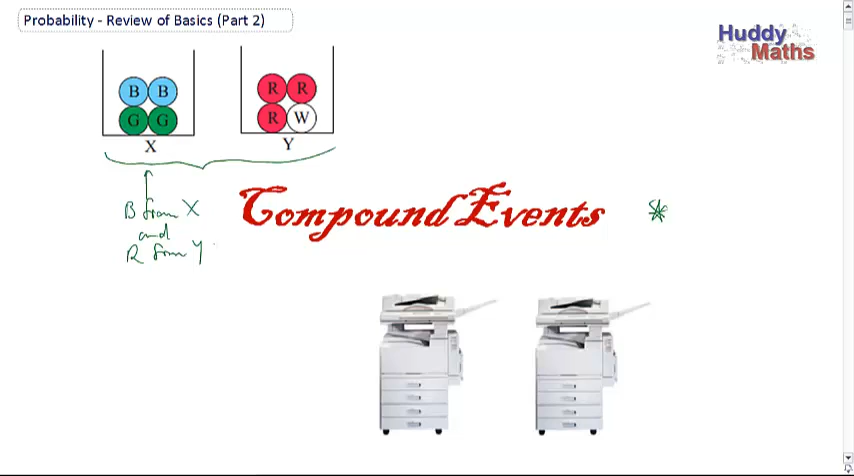 Probability - Review of Basics (Part 2)
Huddy
Maths
B B
G G
X
R R
R W
Y
B from X
and
R from Y
Compound Events